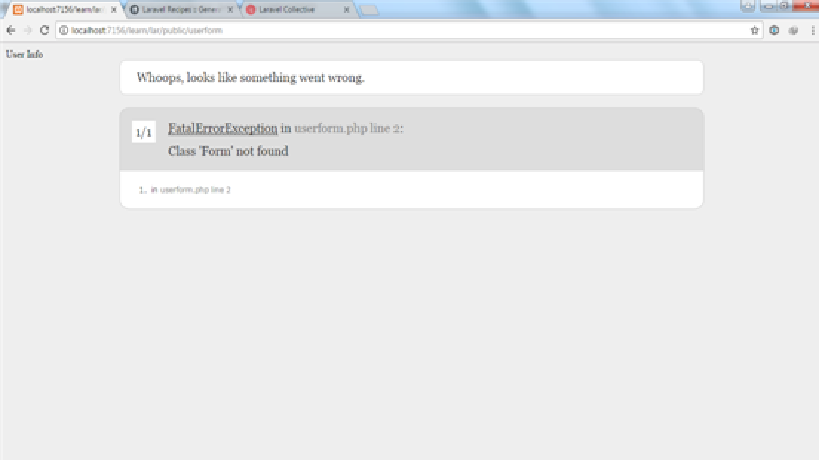 localhost:7156/learn/lar/
Laravel Recipes :: Gener
Laravel Collective
localhost:7156/learn/lar/public/userform
User Info
Whoops, looks like something went wrong.
1/1
FatalErrorException in userform.php line 2:
Class 'Form' not found
1. in userform.php line 2